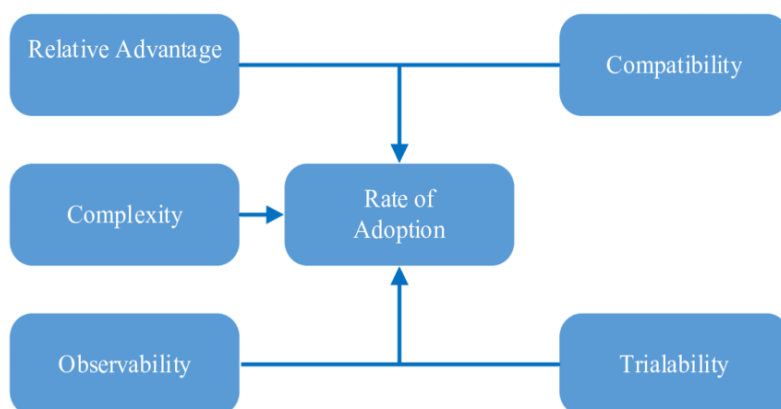 Relative Advantage
Compatibility
Complexity
Rate of
Adoption
Observability
Trialability